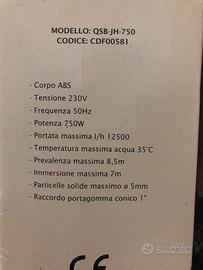 MODELLO: QSB-JH-750
CODICE: CDF00581
- Corpo ABS
- Tensione 230V
- Frequenza 50Hz
- Potenza 750W
- Portata massima l/h 12500
- Temperatura massima acqua 35°C
- Prevalenza massima 8,5m
- Immersione massima 7m
- Particelle solide massimo ø 5mm
- Raccordo portagomma conico 1"
CE
subito